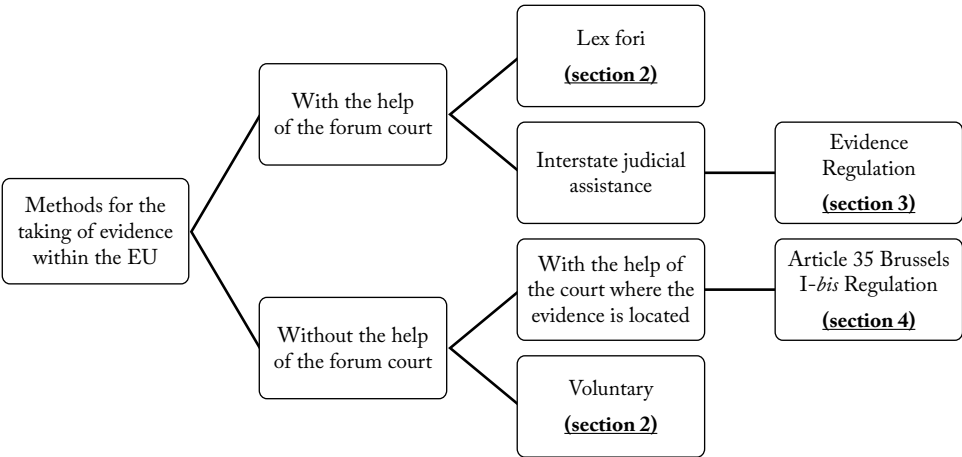 Methods for the
taking of evidence
within the EU
With the help
of the forum court
Lex fori
(section 2)
Interstate judicial
assistance
Evidence
Regulation
(section 3)
Without the help
of the forum court
With the help of
the court where the
evidence is located
Article 35 Brussels
I-bis Regulation
(section 4)
Voluntary
(section 2)